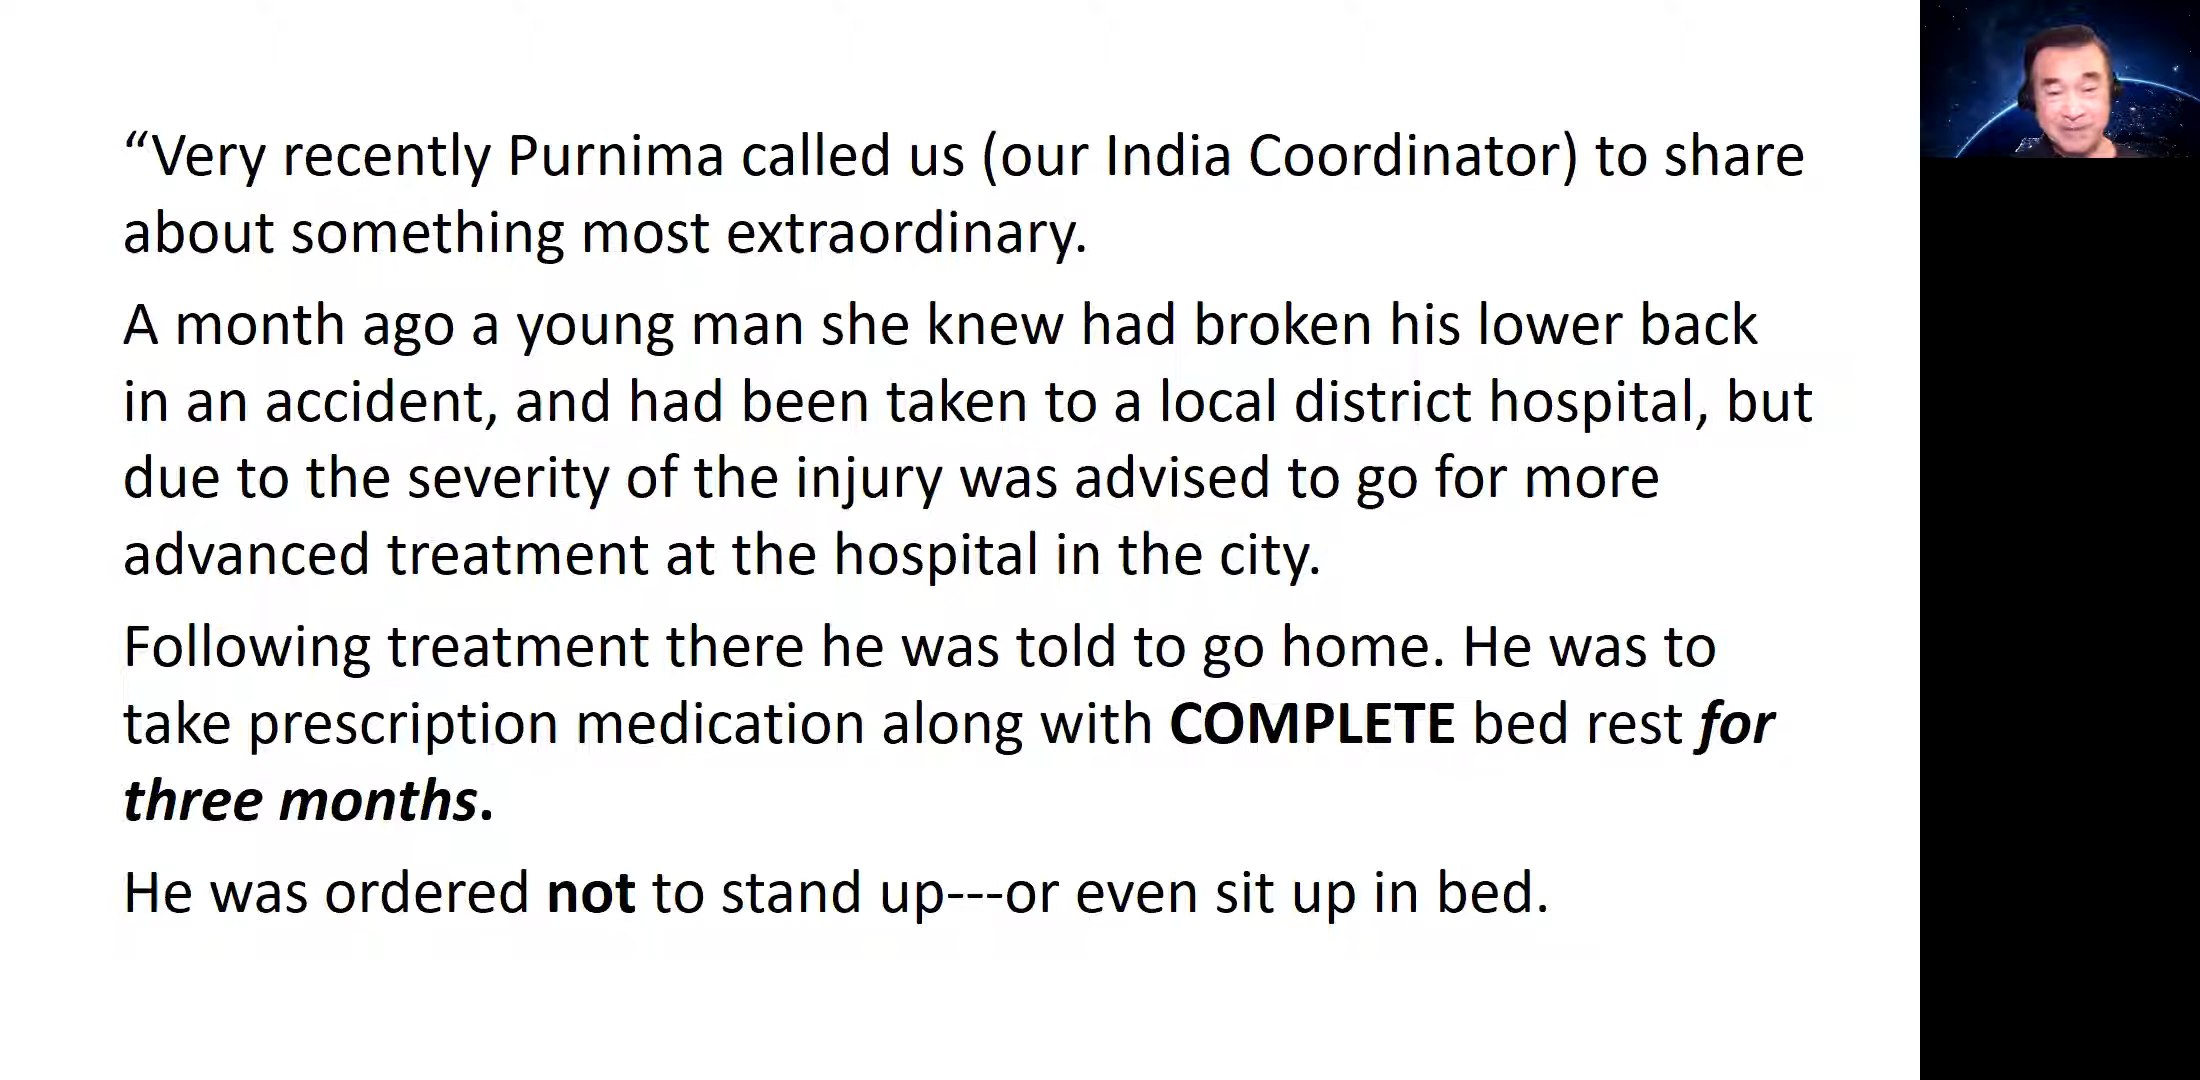 “Very recently Purnima called us (our India Coordinator) to share
about something most extraordinary.
A month ago a young man she knew had broken his lower back
in an accident, and had been taken to a local district hospital, but
due to the severity of the injury was advised to go for more
advanced treatment at the hospital in the city.
Following treatment there he was told to go home. He was to
take prescription medication along with COMPLETE bed rest for
three months.
He was ordered not to stand up---or even sit up in bed.